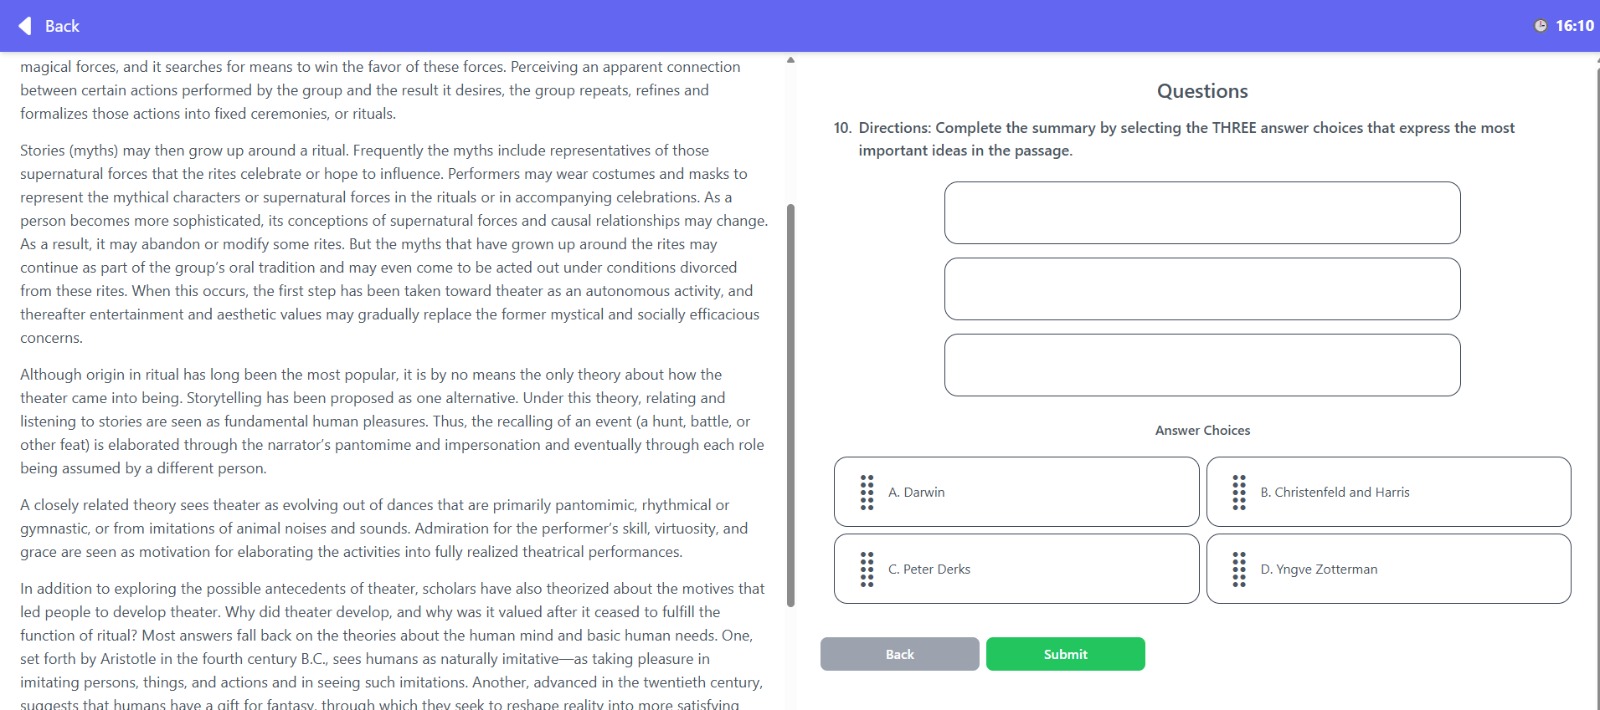 Back
16:10
magical forces, and it searches for means to win the favor of these forces. Perceiving an apparent connection
between certain actions performed by the group and the result it desires, the group repeats, refines and
formalizes those actions into fixed ceremonies, or rituals.
Stories (myths) may then grow up around a ritual. Frequently the myths include representatives of those
supernatural forces that the rites celebrate or hope to influence. Performers may wear costumes and masks to
represent the mythical characters or supernatural forces in the rituals or in accompanying celebrations. As a
person becomes more sophisticated, its conceptions of supernatural forces and causal relationships may change.
As a result, it may abandon or modify some rites. But the myths that have grown up around the rites may
continue as part of the group's oral tradition and may even come to be acted out under conditions divorced
from these rites. When this occurs, the first step has been taken toward theater as an autonomous activity, and
thereafter entertainment and aesthetic values may gradually replace the former mystical and socially efficacious
concerns.
Although origin in ritual has long been the most popular, it is by no means the only theory about how the
theater came into being. Storytelling has been proposed as one alternative. Under this theory, relating and
listening to stories are seen as fundamental human pleasures. Thus, the recalling of an event (a hunt, battle, or
other feat) is elaborated through the narrator's pantomime and impersonation and eventually through each role
being assumed by a different person.
A closely related theory sees theater as evolving out of dances that are primarily pantomimic, rhythmical or
gymnastic, or from imitations of animal noises and sounds. Admiration for the performer's skill, virtuosity, and
grace are seen as motivation for elaborating the activities into fully realized theatrical performances.
In addition to exploring the possible antecedents of theater, scholars have also theorized about the motives that
led people to develop theater. Why did theater develop, and why was it valued after it ceased to fulfill the
function of ritual? Most answers fall back on the theories about the human mind and basic human needs. One,
set forth by Aristotle in the fourth century B.C., sees humans as naturally imitative—as taking pleasure in
imitating persons, things, and actions and in seeing such imitations. Another, advanced in the twentieth century,
suggests that humans have a gift for fantasy, through which they seek to reshape reality into more satisfying
Questions
10. Directions: Complete the summary by selecting the THREE answer choices that express the most
important ideas in the passage.
Answer Choices
A. Darwin
B. Christenfeld and Harris
C. Peter Derks
D. Yngve Zotterman
Back
Submit